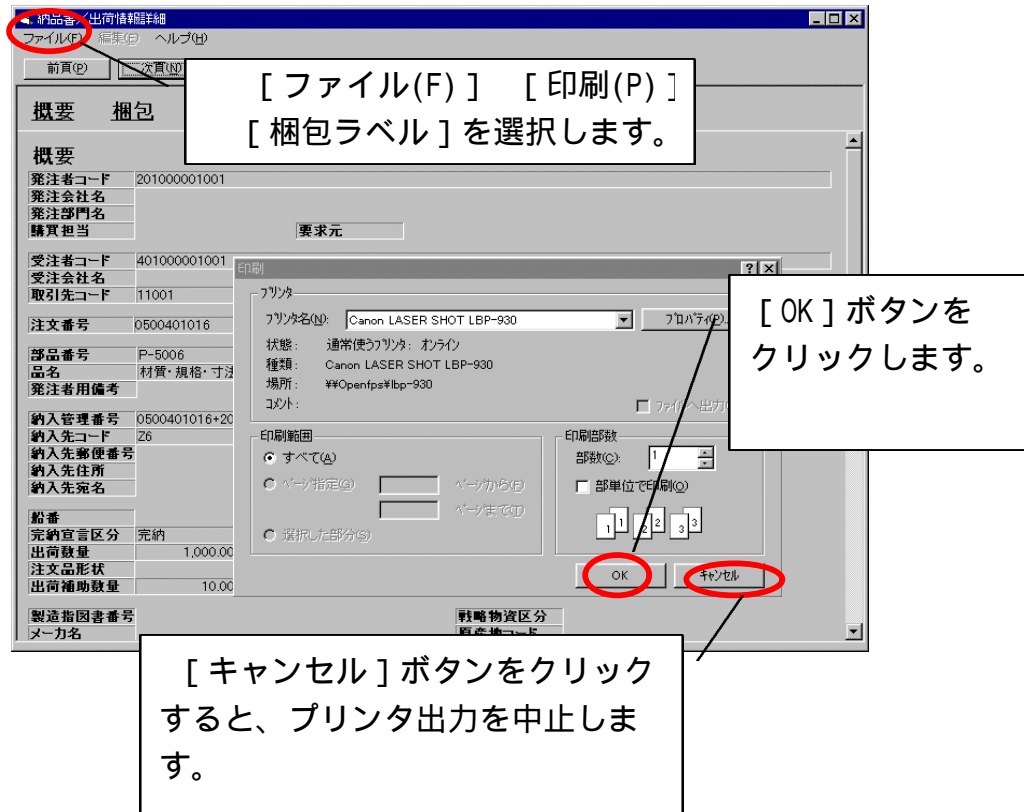 納品書／出荷情報詳細
ファイル(F) 編集(E) ヘルプ(H)
前頁(P) 次頁(N)
［ファイル(F)］ ［印刷(P)］
［梱包ラベル］を選択します。
概要 梱包
概要
発注者コード 201000001001
発注会社名
発注部門名
購買担当 要求元
受注者コード 401000001001
受注会社名
取引先コード 11001
注文番号 0500401016
部品番号 P-5006
品名 材質・規格・寸法
発注者用備考
納入管理番号 0500401016+20
納入先コード Z6
納入先郵便番号
納入先住所
納入先宛名
船番
完納宣言区分 完納
出荷数量 1,000.00
注文品形状
出荷補助数量 10.00
製造指図書番号 戦略物資区分
メーカ名 原産地コード
印刷
プリンタ
プリンタ名(N): Canon LASER SHOT LBP-930 プロパティ(P)...
状態： 通常使うプリンタ: オンライン
種類： Canon LASER SHOT LBP-930
場所： ¥¥Openfps¥lbp-930
コメント: ファイルへ出力
印刷範囲
すべて(A)
ページ指定(G) ページから(F)
ページまで(T)
選択した部分(S)
印刷部数
部数(C): 1
部単位で印刷(O)
1 1 2 2 3 3
OK キャンセル
［OK］ボタンを
クリックします。
［キャンセル］ボタンをクリック
すると、プリンタ出力を中止しま
す。